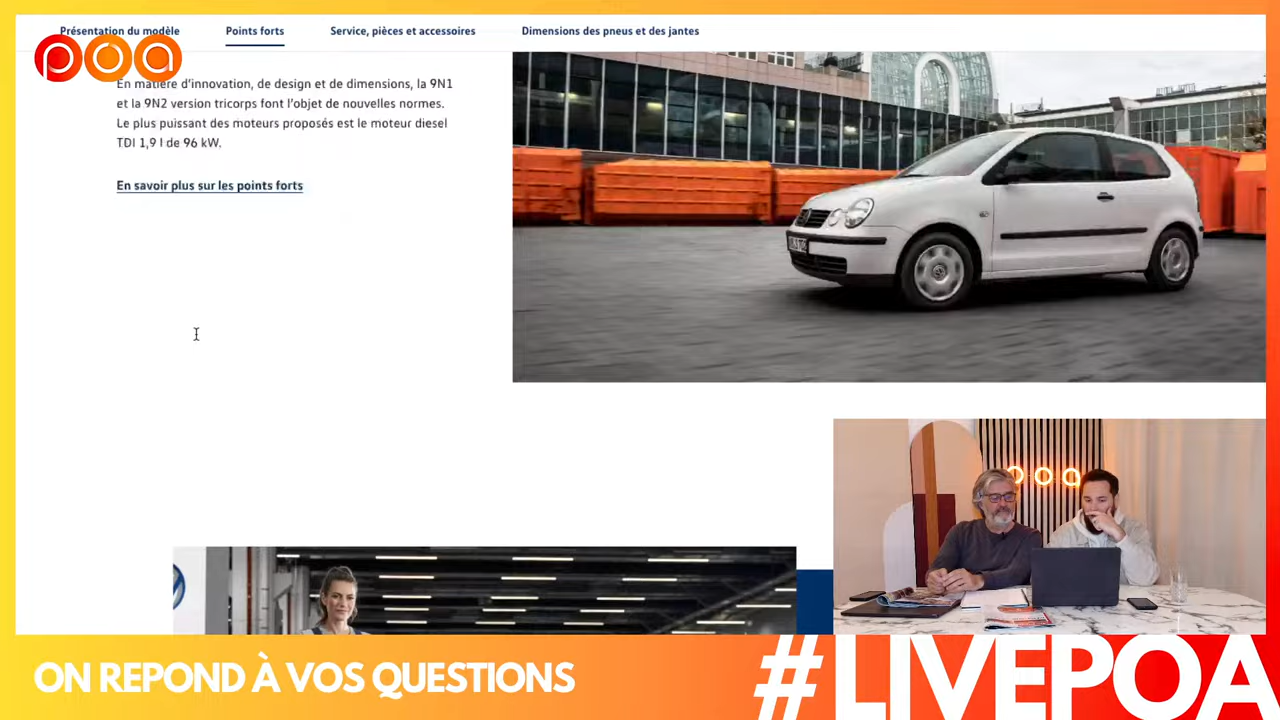 Présentation du modèle
Points forts
Service, pièces et accessoires
Dimensions des pneus et des jantes
poa
En matière d'innovation, de design et de dimensions, la 9N1
et la 9N2 version tricorps font l'objet de nouvelles normes.
Le plus puissant des moteurs proposés est le moteur diesel
TDI 1,9 l de 96 kW.
En savoir plus sur les points forts
poa
ON REPOND À VOS QUESTIONS
#LIVEPOA